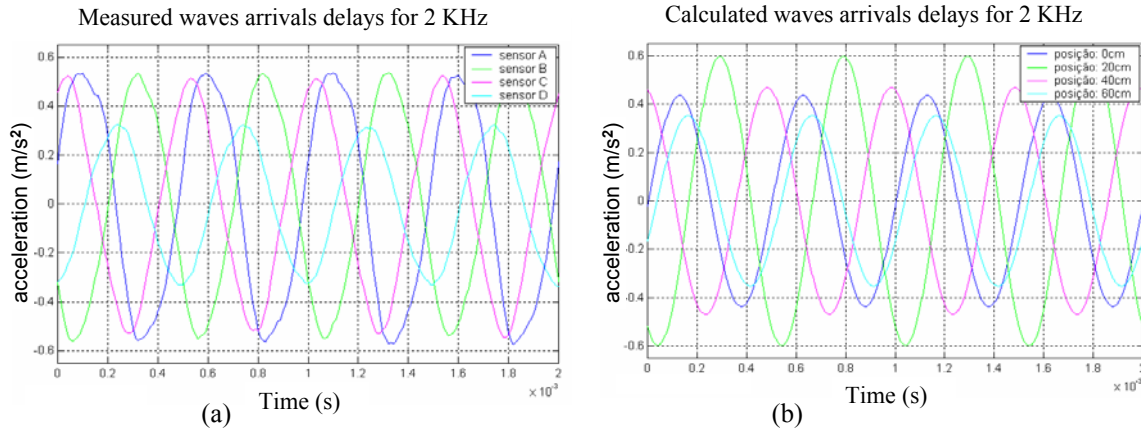 Measured waves arrivals delays for 2 KHz
acceleration (m/s²)
0.6
0.4
0.2
0
-0.2
-0.4
-0.6
sensor A
sensor B
sensor C
sensor D
0 0.2 0.4 0.6 0.8 1 1.2 1.4 1.6 1.8 2
x 10⁻³
Time (s)
(a)
Calculated waves arrivals delays for 2 KHz
acceleration (m/s²)
0.6
0.4
0.2
0
-0.2
-0.4
-0.6
posição: 0cm
posição: 20cm
posição: 40cm
posição: 60cm
0 0.2 0.4 0.6 0.8 1 1.2 1.4 1.6 1.8 2
x 10⁻³
Time (s)
(b)